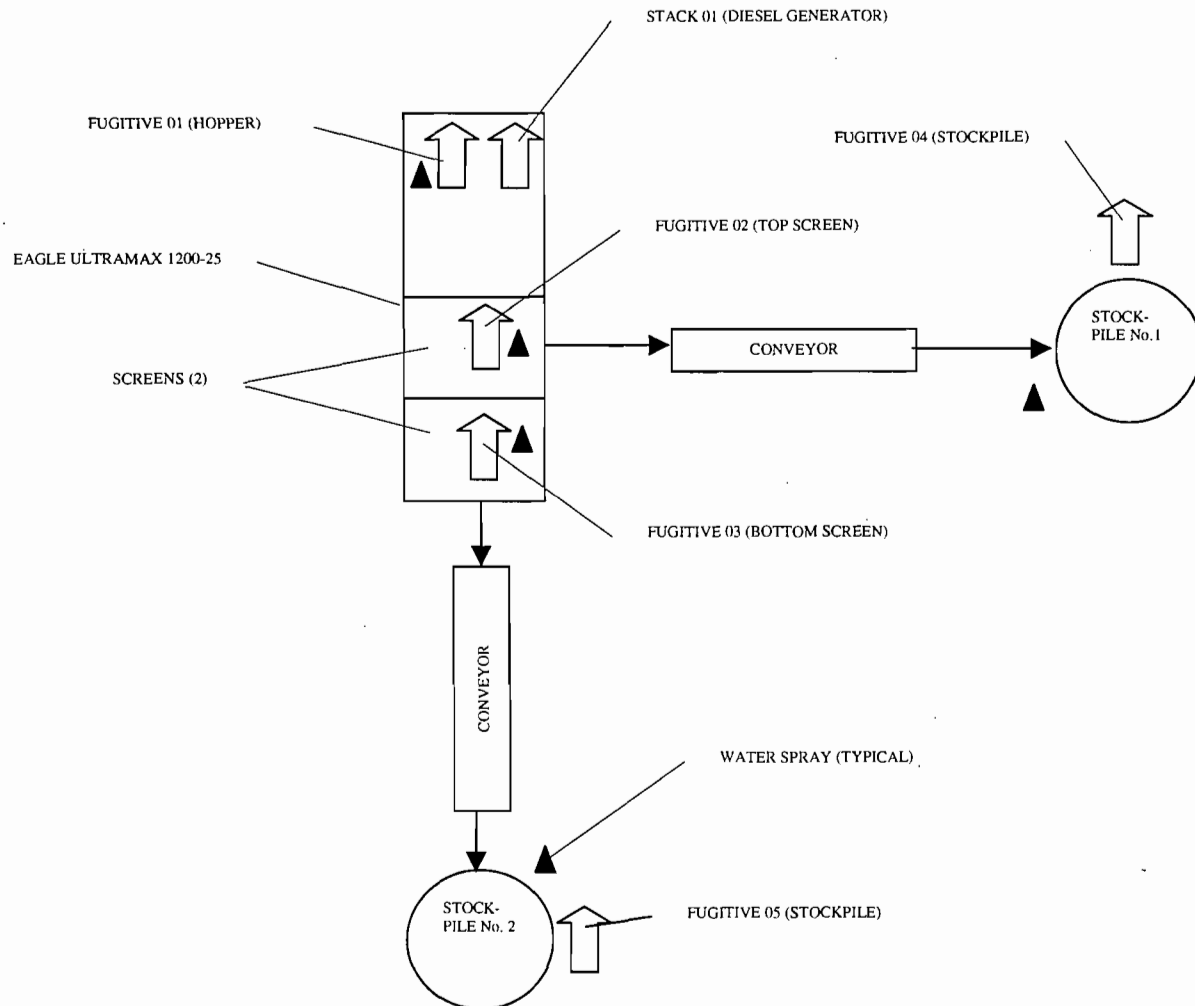 STACK 01 (DIESEL GENERATOR)
FUGITIVE 01 (HOPPER)
FUGITIVE 04 (STOCKPILE)
FUGITIVE 02 (TOP SCREEN)
EAGLE ULTRAMAX 1200-25
STOCK-
PILE No. 1
CONVEYOR
SCREENS (2)
FUGITIVE 03 (BOTTOM SCREEN)
CONVEYOR
WATER SPRAY (TYPICAL)
STOCK-
PILE No. 2
FUGITIVE 05 (STOCKPILE)